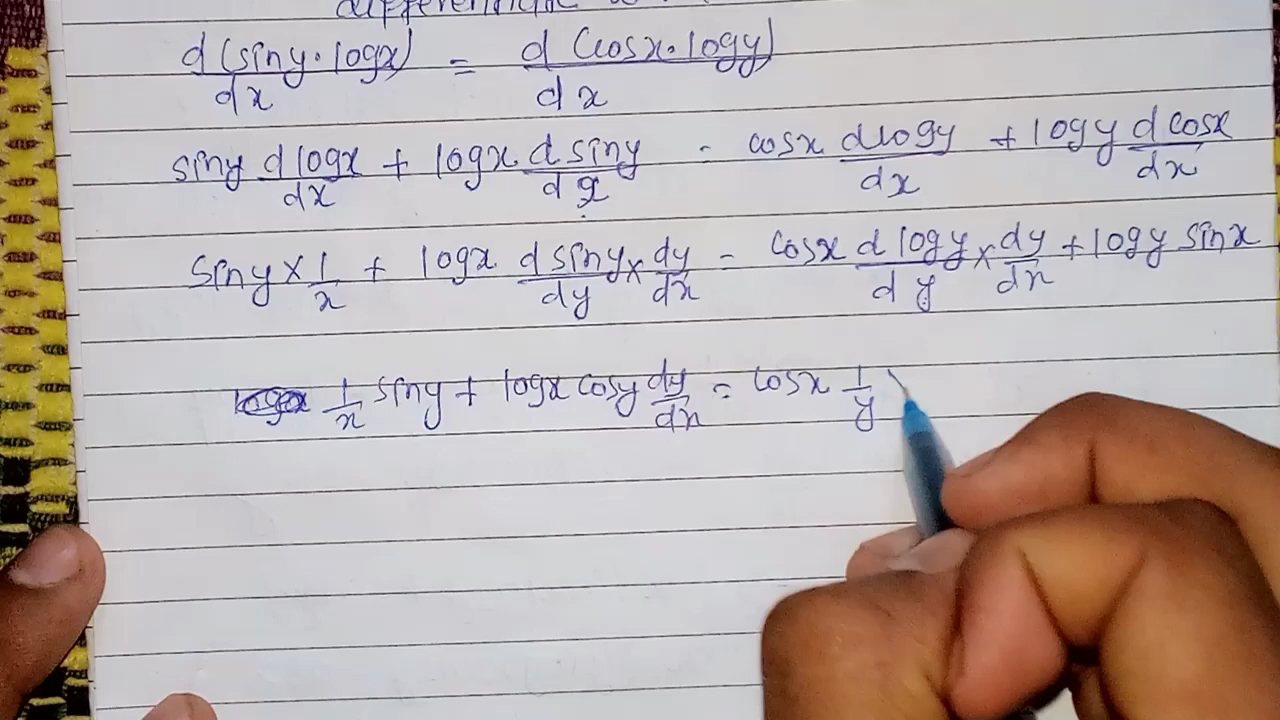 d(siny·logx)/dx = d(cosx·logy)/dx
siny dlogx/dx + logx dsiny/dx = cosx dlogy/dx + logy dcosx/dx
siny × 1/x + logx dsiny/dy × dy/dx = cosx dlogy/dy × dy/dx + logy sinx
1/x siny + logx cosy dy/dx = cosx 1/y